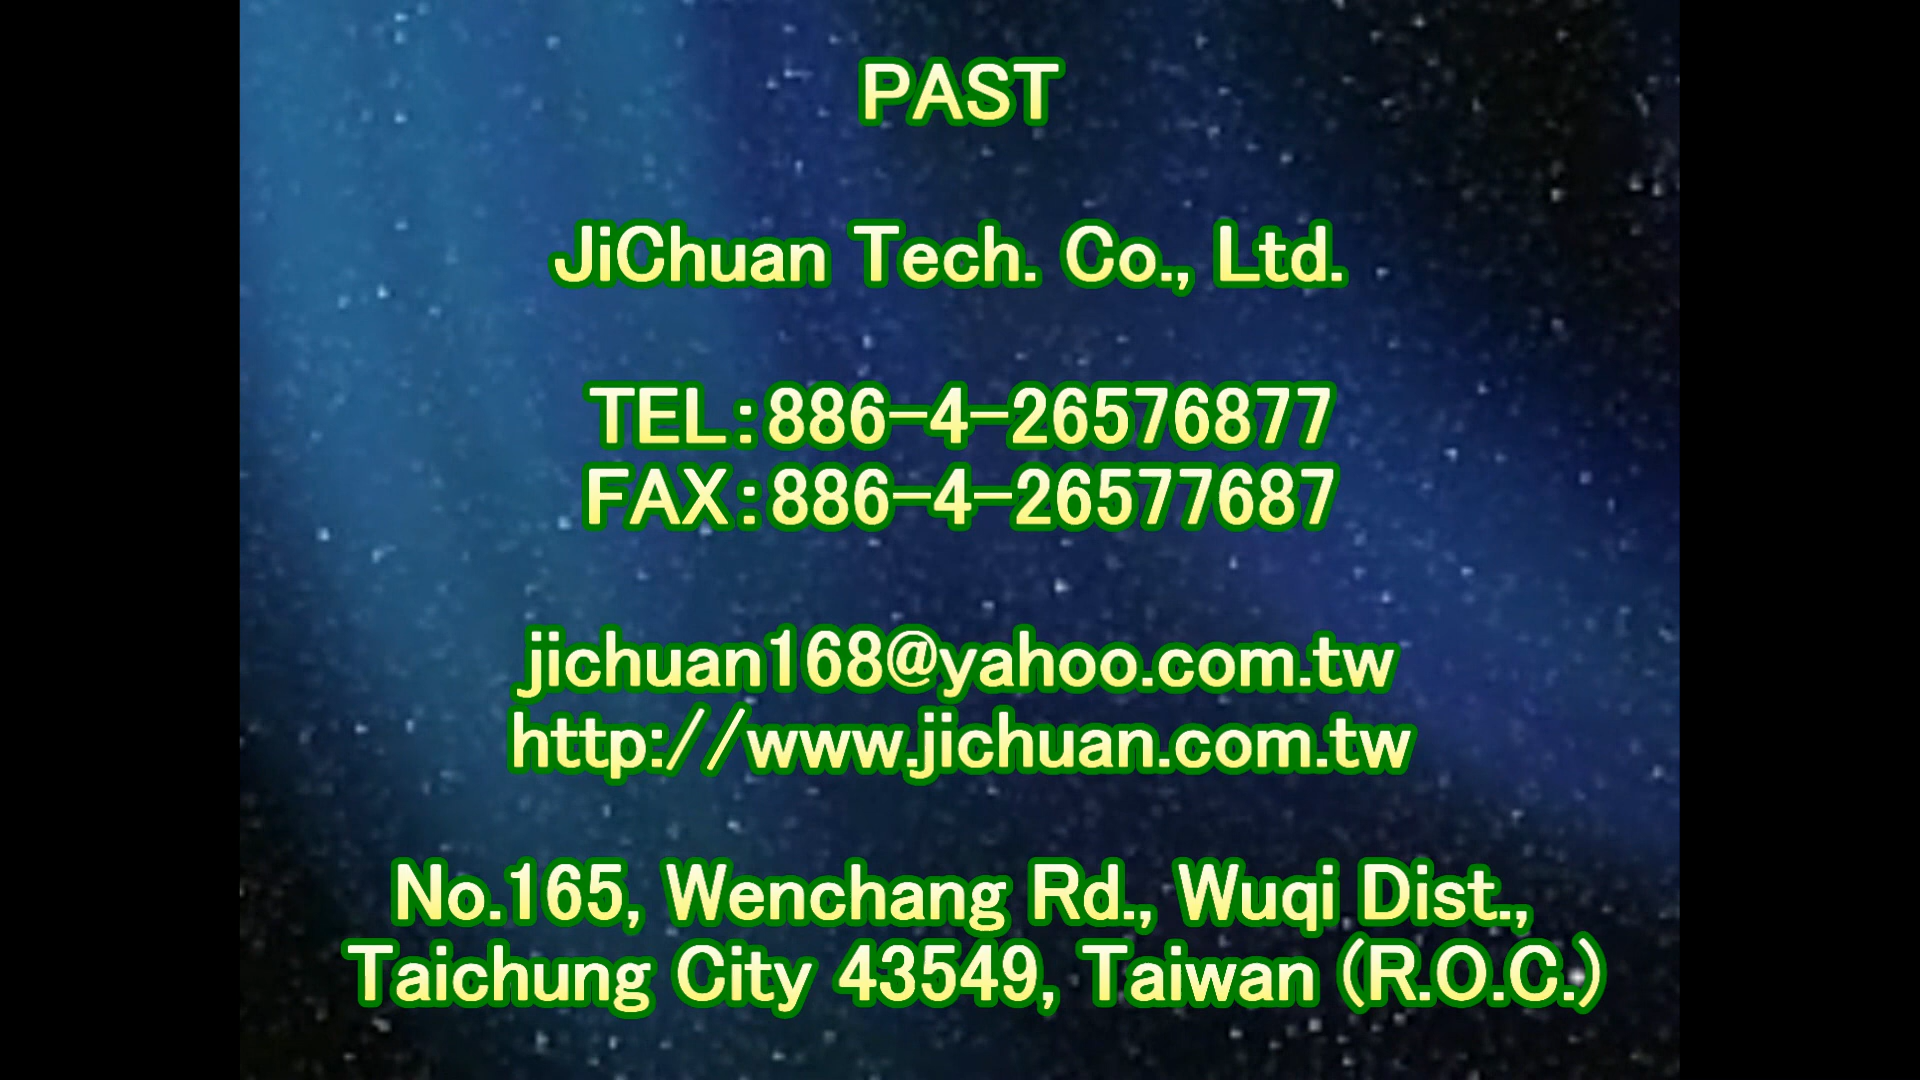 PAST
JiChuan Tech. Co., Ltd.
TEL:886-4-26576877
FAX:886-4-26577687
jichuan168@yahoo.com.tw
http://www.jichuan.com.tw
No.165, Wenchang Rd., Wuqi Dist.,
Taichung City 43549, Taiwan (R.O.C.)